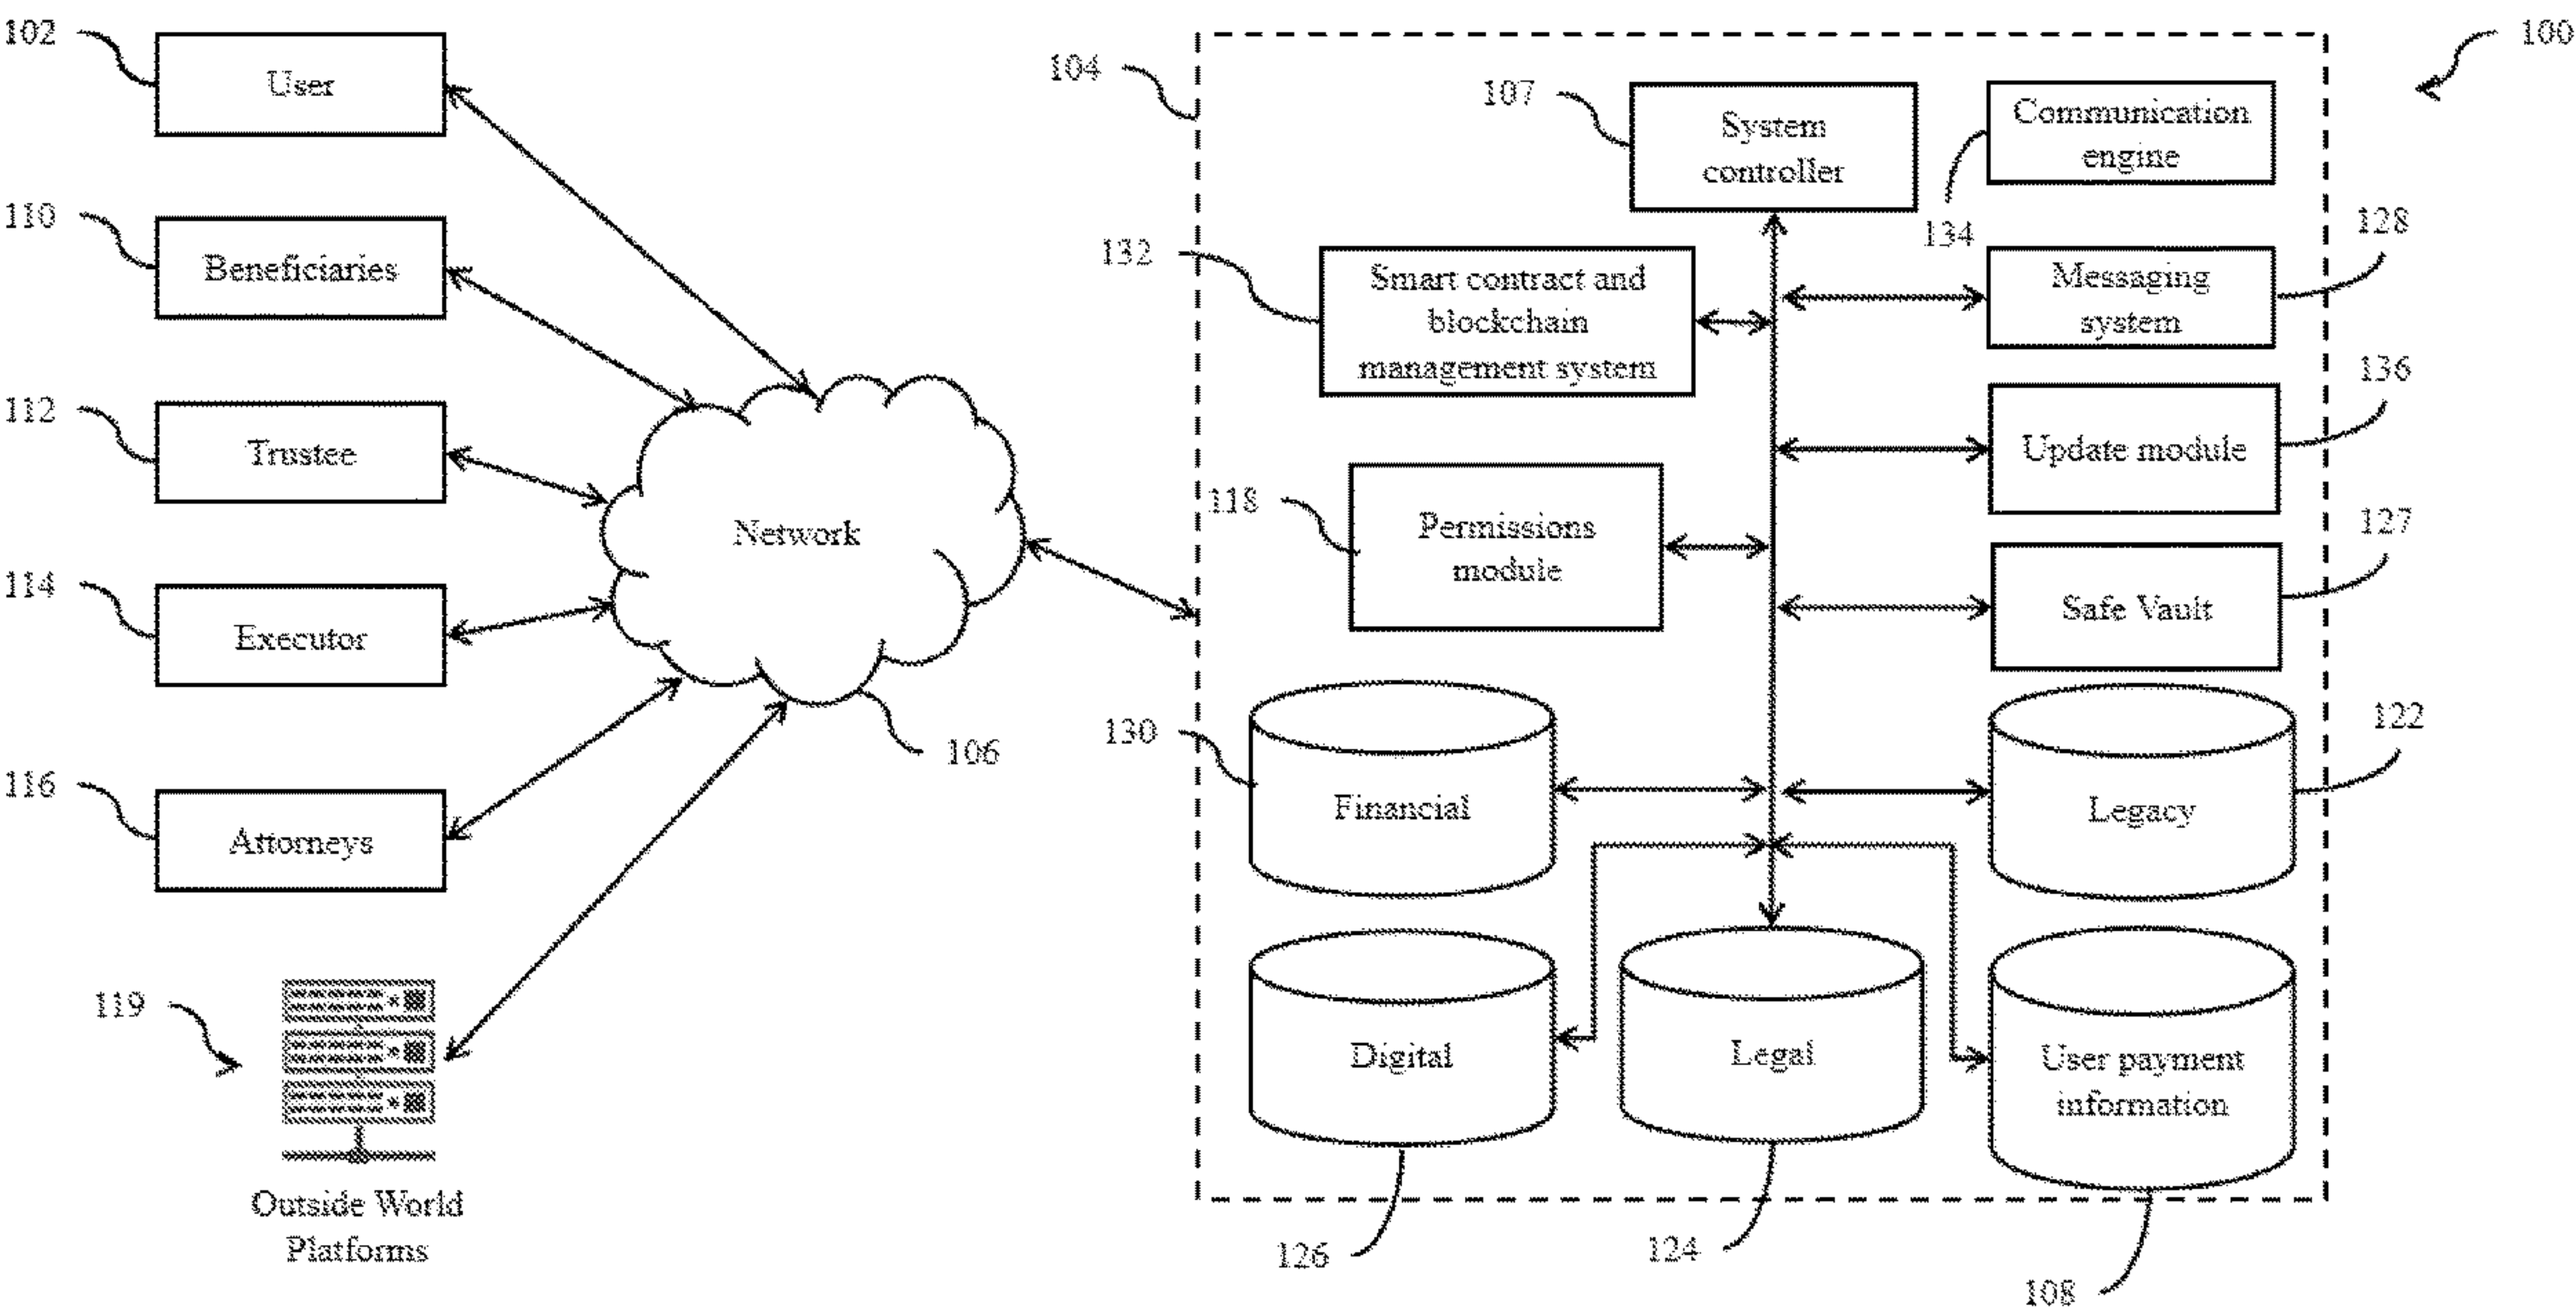 102
User
110
Beneficiaries
112
Trustee
114
Executor
116
Attorneys
119
Outside World
Platforms
Network
106
100
104
107
System
controller
Communication
engine
134
132
Smart contract and
blockchain
management system
128
Messaging
system
136
Update module
118
Permissions
module
127
Safe Vault
130
Financial
122
Legacy
Digital
Legal
User payment
information
126
124
108